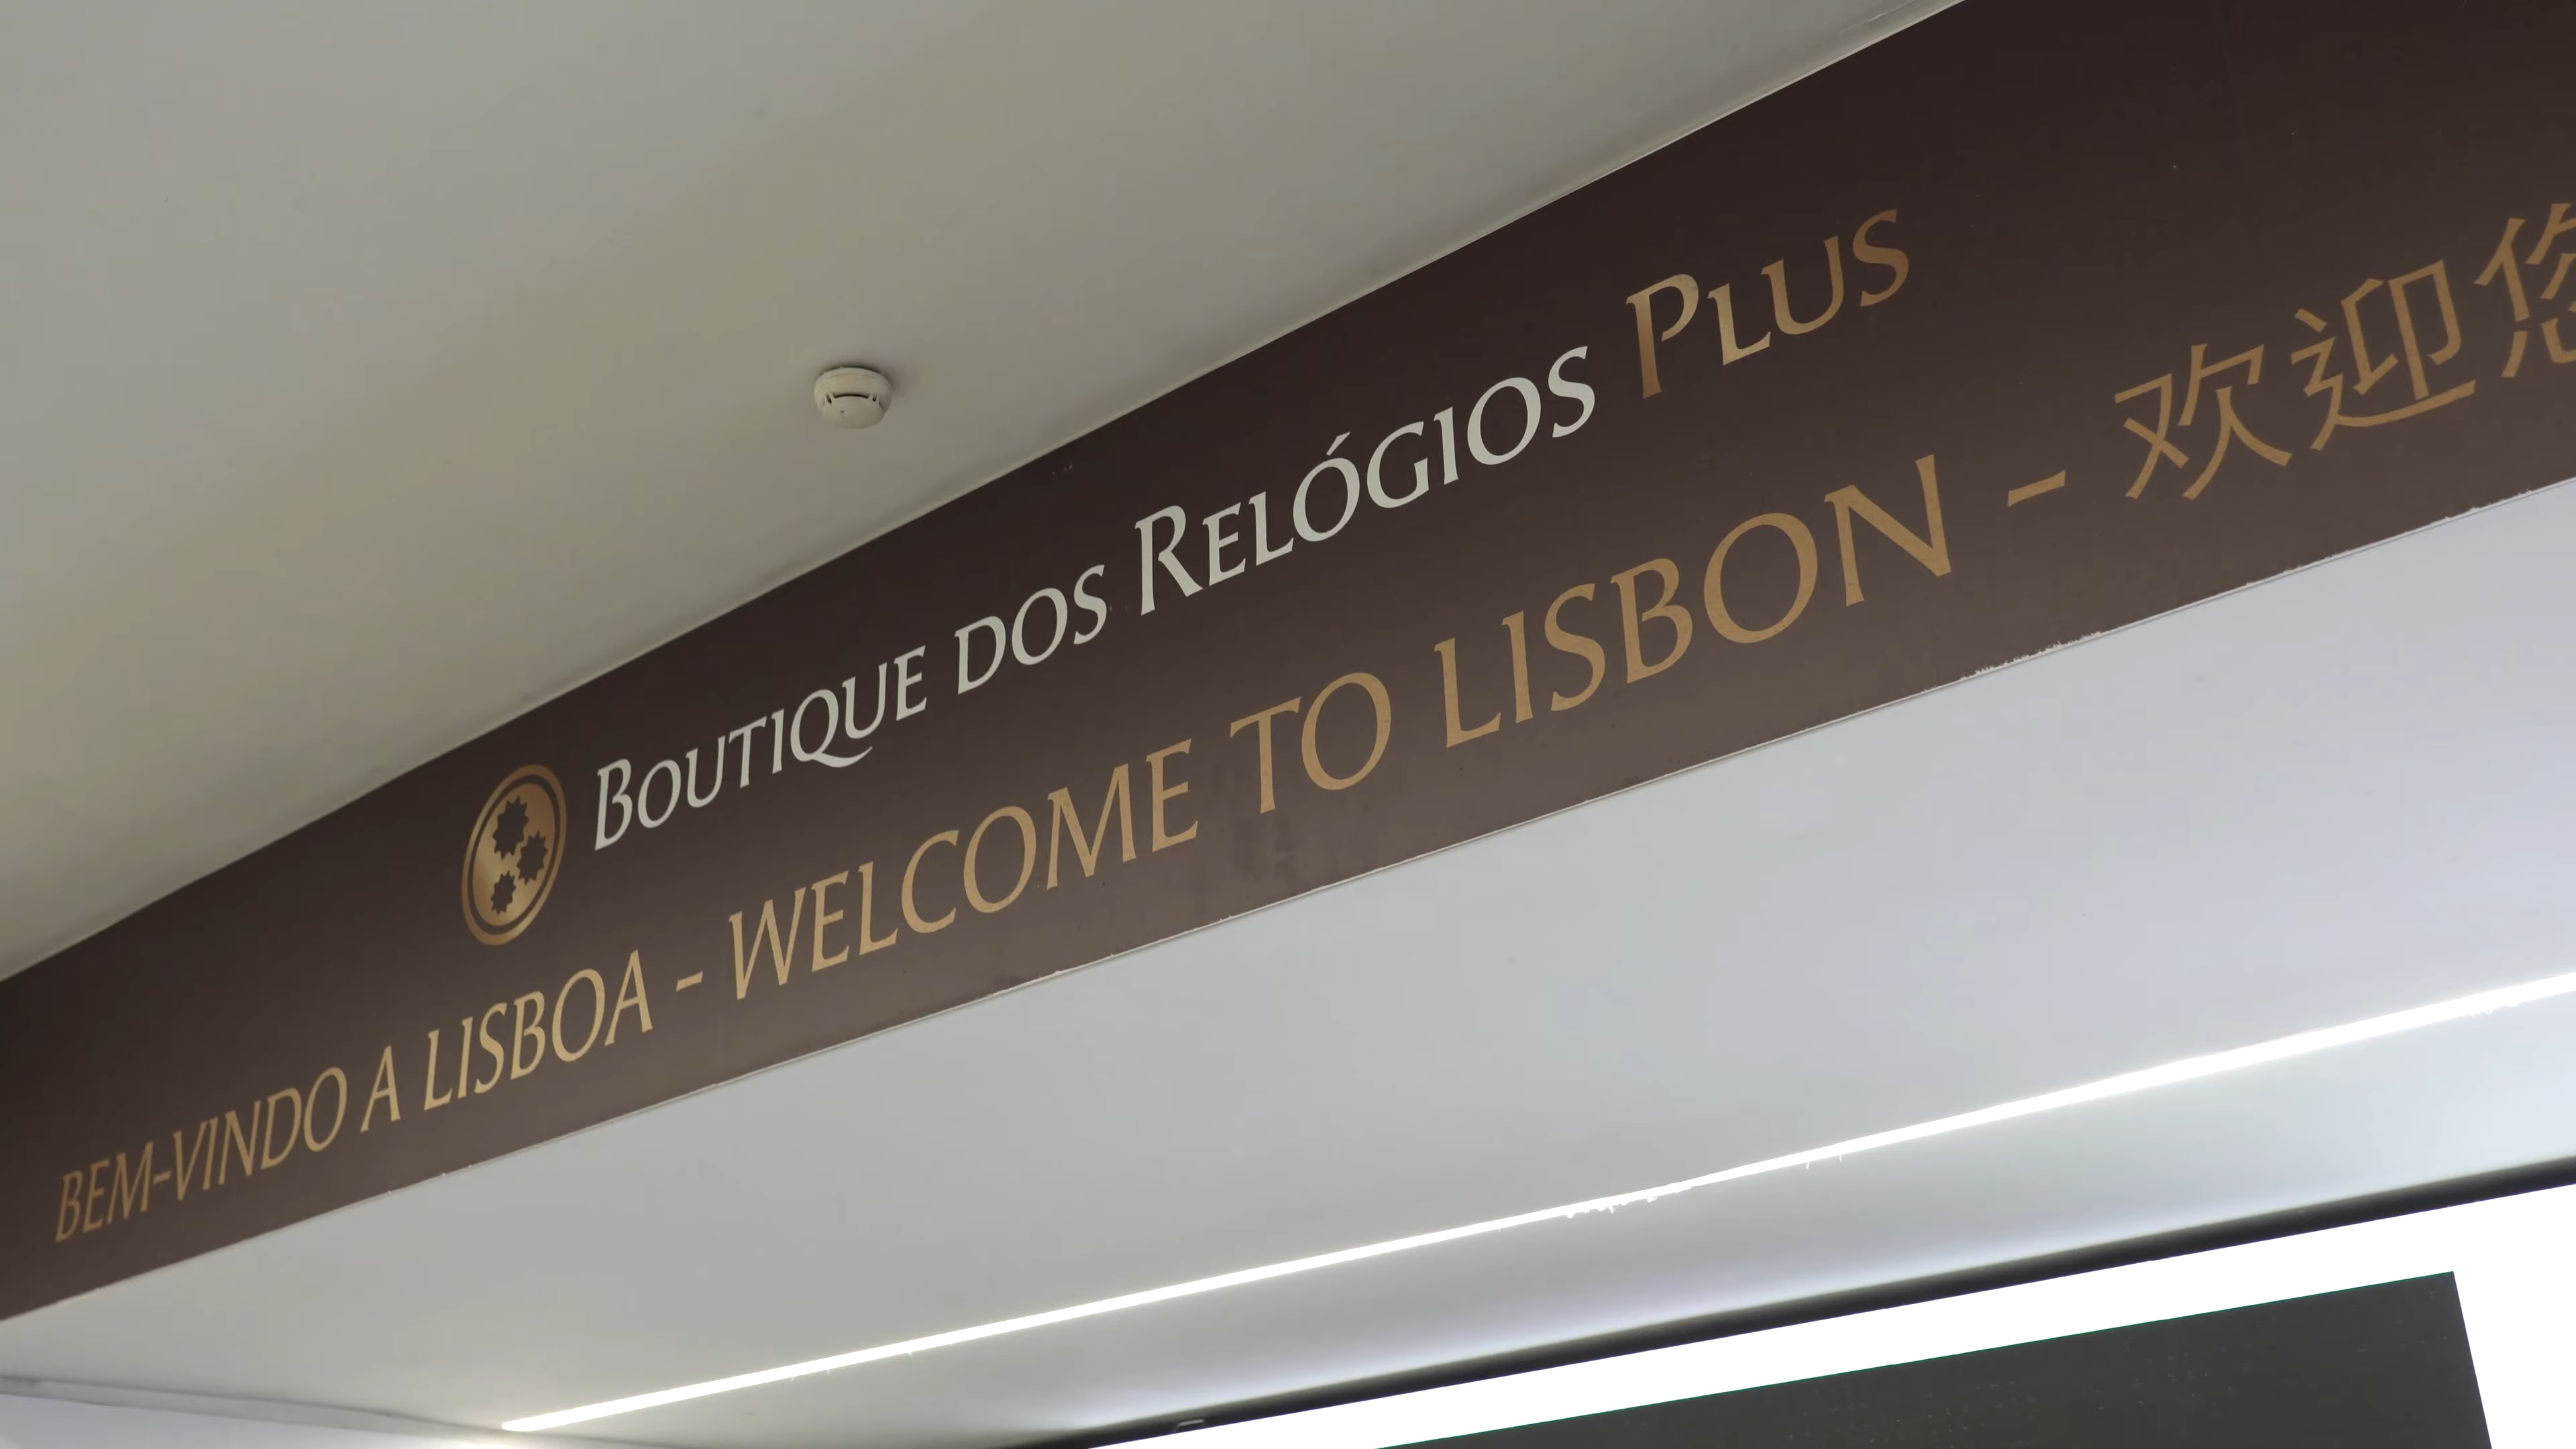 BOUTIQUE DOS RELÓGIOS PLUS
BEM-VINDO A LISBOA - WELCOME TO LISBON - 欢迎您